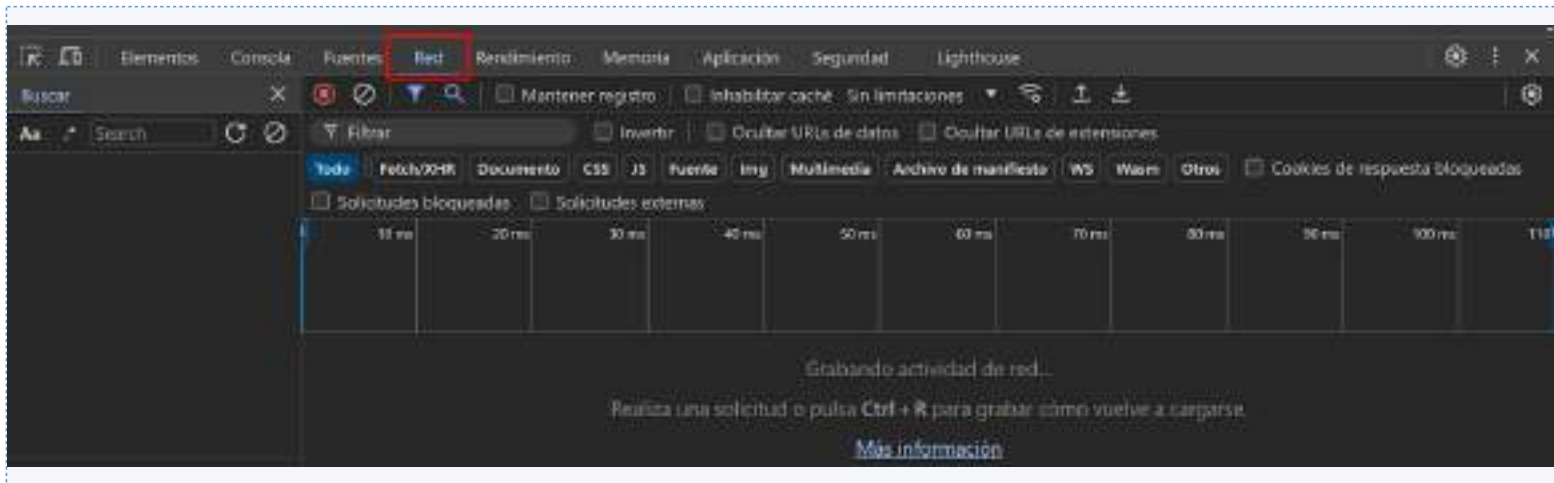 Elementos Consola Fuentes Red Rendimiento Memoria Aplicación Seguridad Lighthouse
Buscar
Mantener registro Inhabilitar caché Sin limitaciones
Aa .* Search
Filtrar Invertir Ocultar URLs de datos Ocultar URLs de extensiones
Todo Fetch/XHR Documento CSS JS Fuente Img Multimedia Archivo de manifiesto WS Wasm Otros Cookies de respuesta bloqueadas
Solicitudes bloqueadas Solicitudes externas
10 ms 20 ms 30 ms 40 ms 50 ms 60 ms 70 ms 80 ms 90 ms 100 ms 110
Grabando actividad de red...
Realiza una solicitud o pulsa Ctrl + R para grabar cómo vuelve a cargarse.
Más información